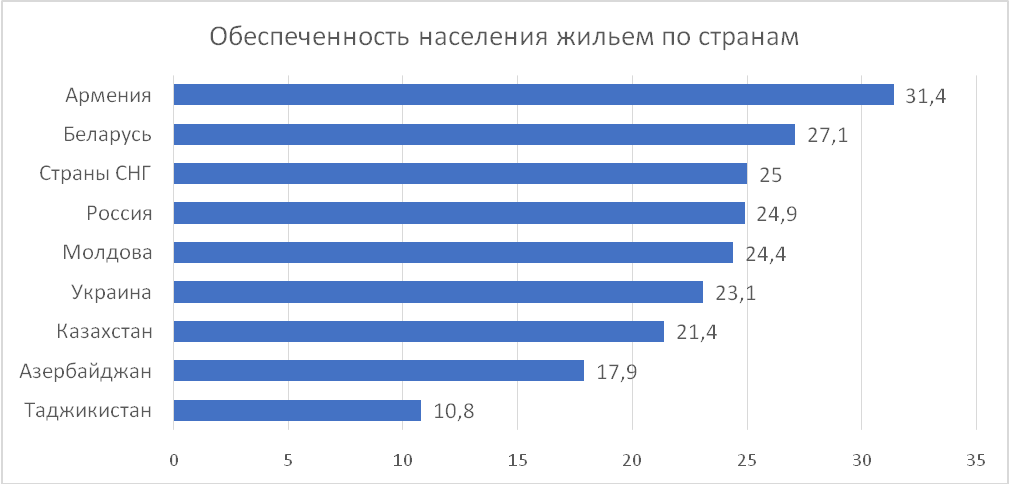 Обеспеченность населения жильем по странам
Армения 31,4
Беларусь 27,1
Страны СНГ 25
Россия 24,9
Молдова 24,4
Украина 23,1
Казахстан 21,4
Азербайджан 17,9
Таджикистан 10,8
0 5 10 15 20 25 30 35